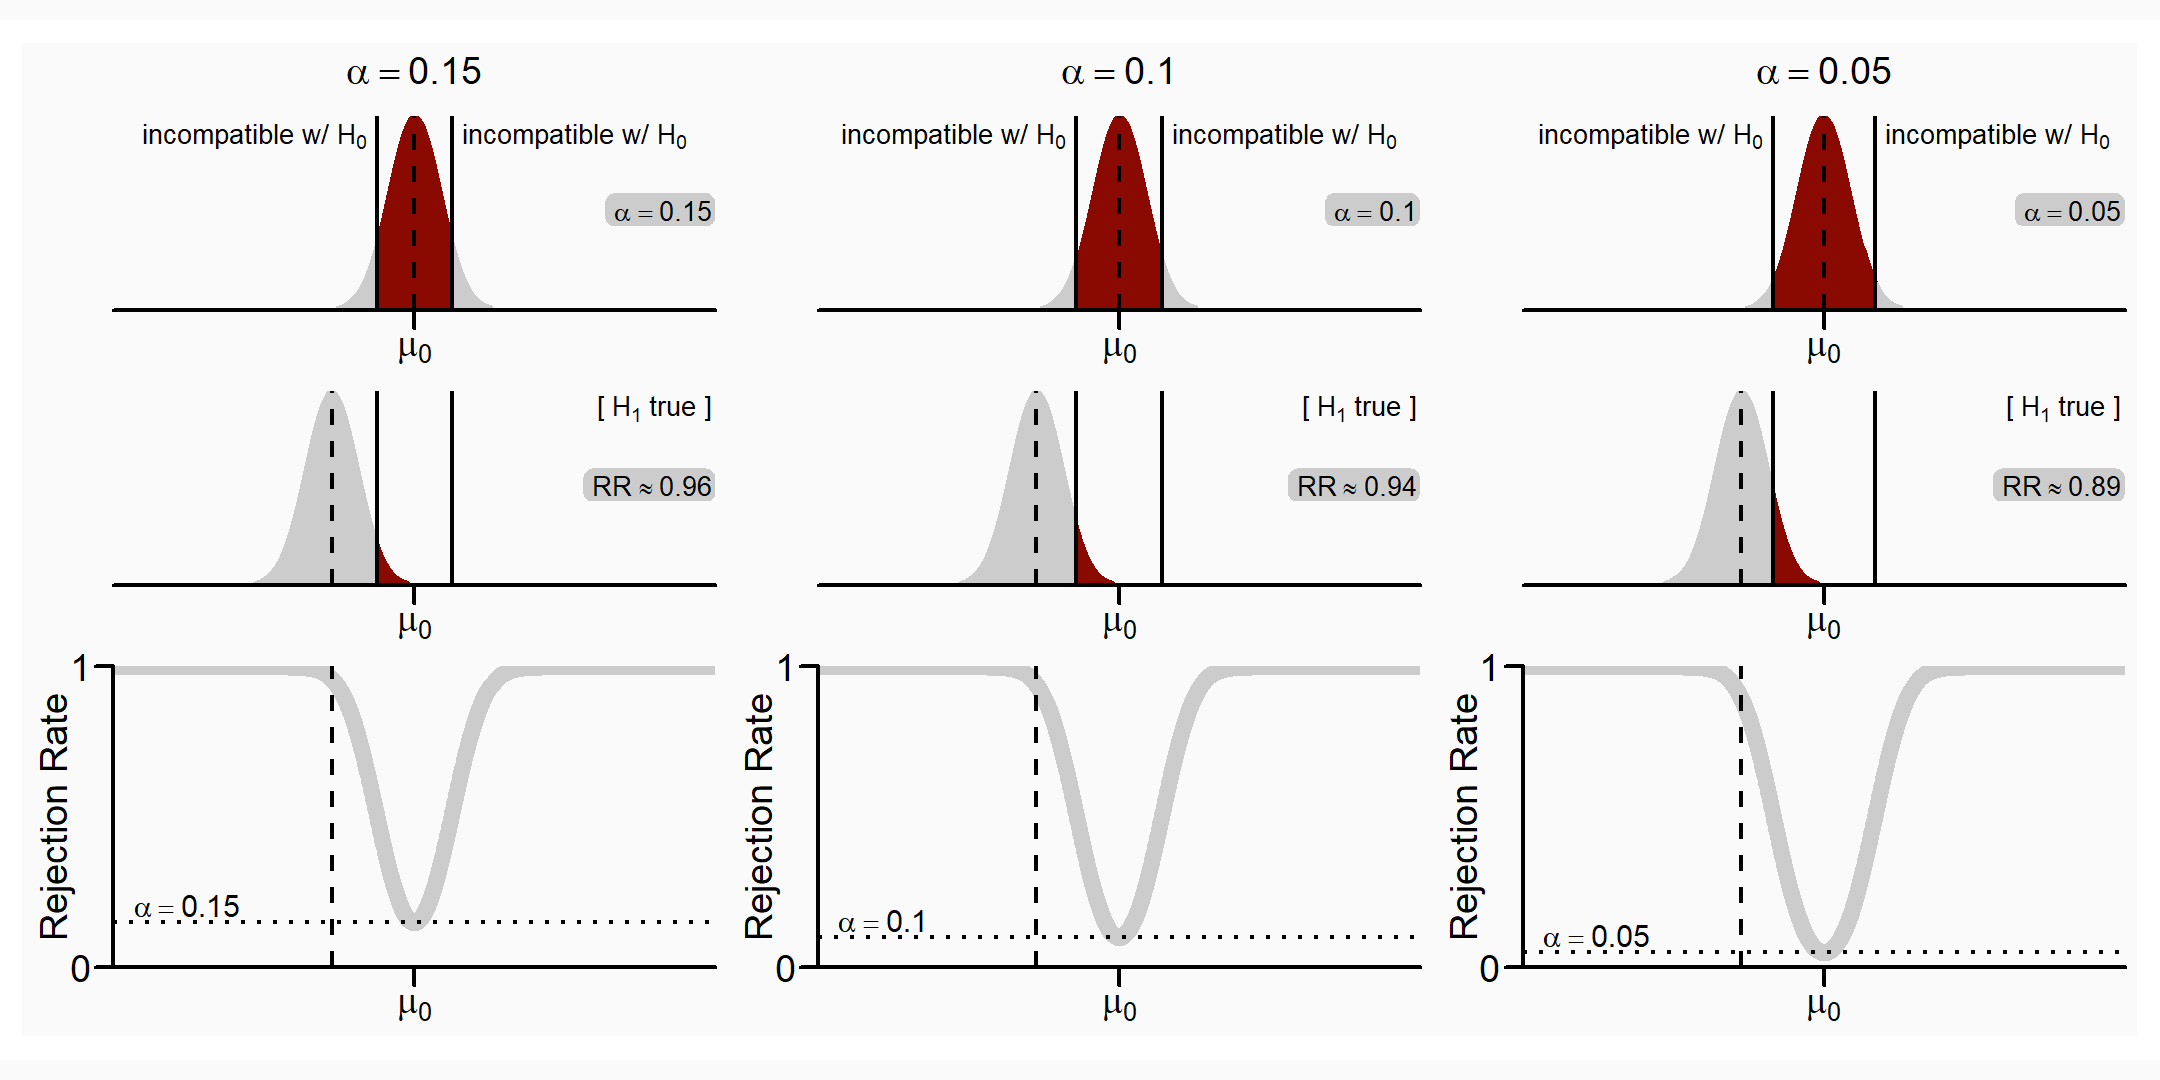 α = 0.15
incompatible w/ H₀
incompatible w/ H₀
α = 0.15
μ₀
[ H₁ true ]
RR ≈ 0.96
μ₀
1
Rejection Rate
α = 0.15
0
μ₀
α = 0.1
incompatible w/ H₀
incompatible w/ H₀
α = 0.1
μ₀
[ H₁ true ]
RR ≈ 0.94
μ₀
1
Rejection Rate
α = 0.1
0
μ₀
α = 0.05
incompatible w/ H₀
incompatible w/ H₀
α = 0.05
μ₀
[ H₁ true ]
RR ≈ 0.89
μ₀
1
Rejection Rate
α = 0.05
0
μ₀